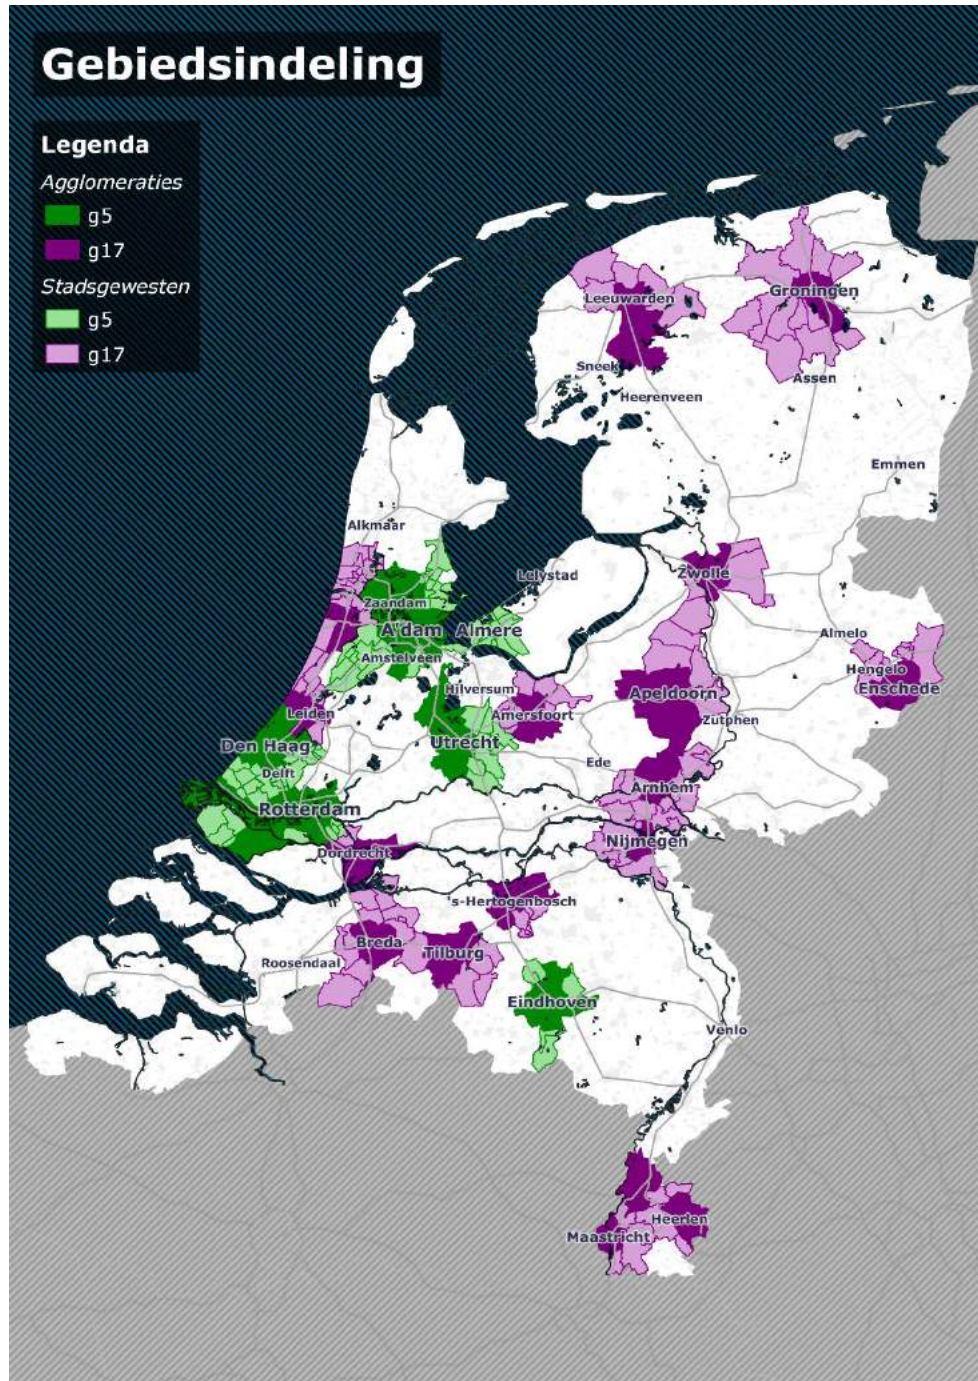 Gebiedsindeling
Legenda
Agglomeraties
g5
g17
Stadsgewesten
g5
g17
Leeuwarden
Groningen
Sneek
Assen
Heerenveen
Emmen
Alkmaar
Lelystad
Zwolle
Zaandam
A'dam
Almere
Almelo
Amstelveen
Hengelo
Hilversum
Enschede
Apeldoorn
Leiden
Amersfoort
Zutphen
Den Haag
Utrecht
Delft
Ede
Arnhem
Rotterdam
Nijmegen
Dordrecht
's-Hertogenbosch
Breda
Tilburg
Roosendaal
Eindhoven
Venlo
Heerlen
Maastricht